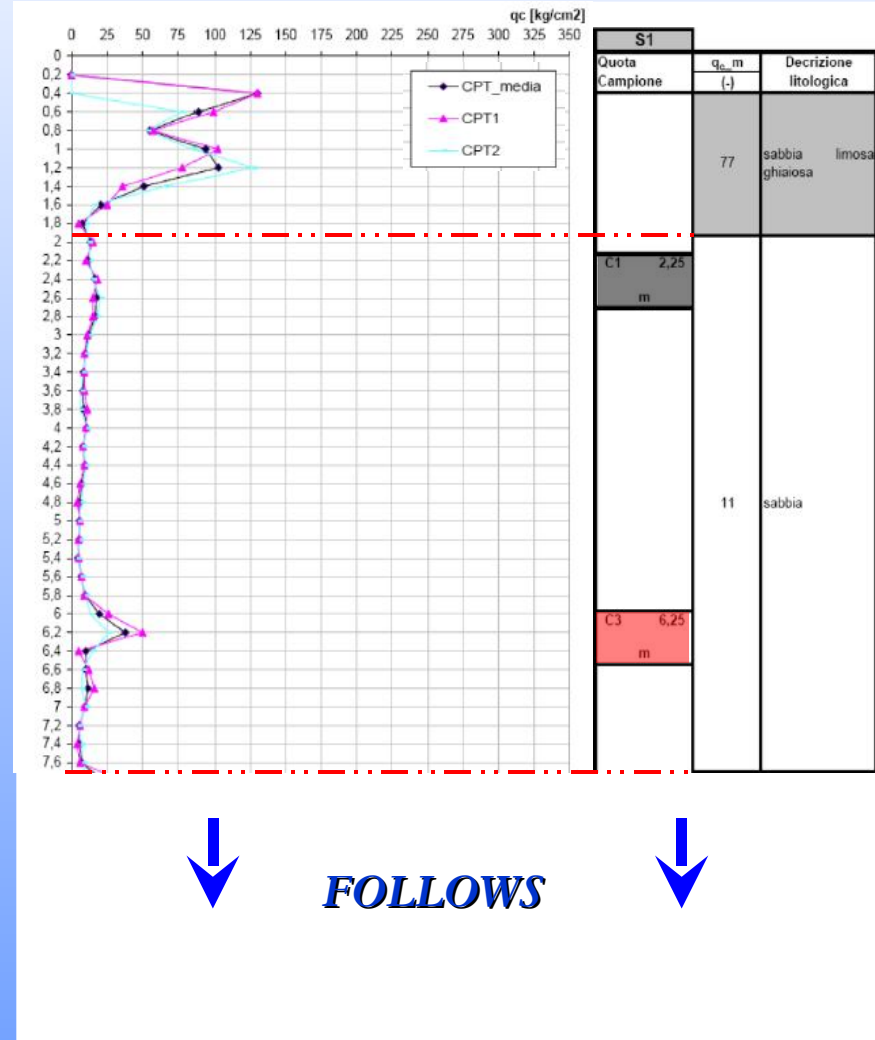 qc [kg/cm2]
0 25 50 75 100 125 150 175 200 225 250 275 300 325 350
0
0,2
0,4
0,6
0,8
1
1,2
1,4
1,6
1,8
2
2,2
2,4
2,6
2,8
3
3,2
3,4
3,6
3,8
4
4,2
4,4
4,6
4,8
5
5,2
5,4
5,6
5,8
6
6,2
6,4
6,6
6,8
7
7,2
7,4
7,6
CPT_media
CPT1
CPT2
S1
Quota
Campione
qc_m
(-)
Decrizione
litologica
77
sabbia limosa
ghiaiosa
C1 2,25
m
11
sabbia
C3 6,25
m
FOLLOWS